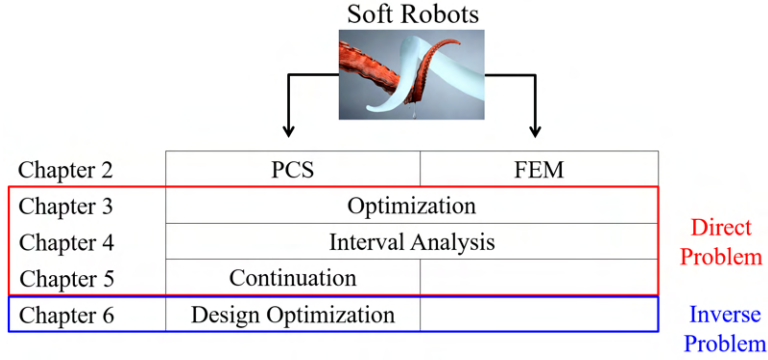 Soft Robots
Chapter 2 PCS FEM
Chapter 3 Optimization
Chapter 4 Interval Analysis
Chapter 5 Continuation
Direct
Problem
Chapter 6 Design Optimization
Inverse
Problem